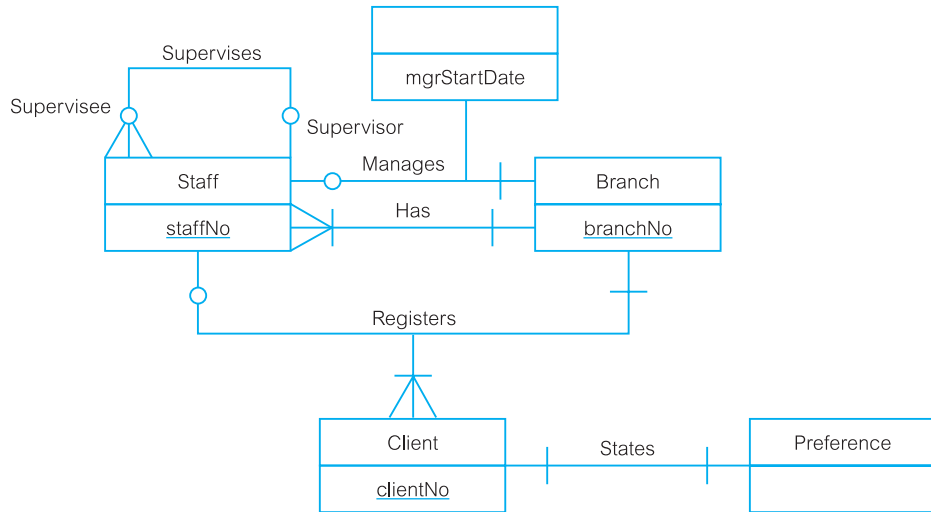 Supervises
mgrStartDate
Supervisee
Supervisor
Manages
Staff
Branch
Has
staffNo
branchNo
Registers
Client
States
Preference
clientNo